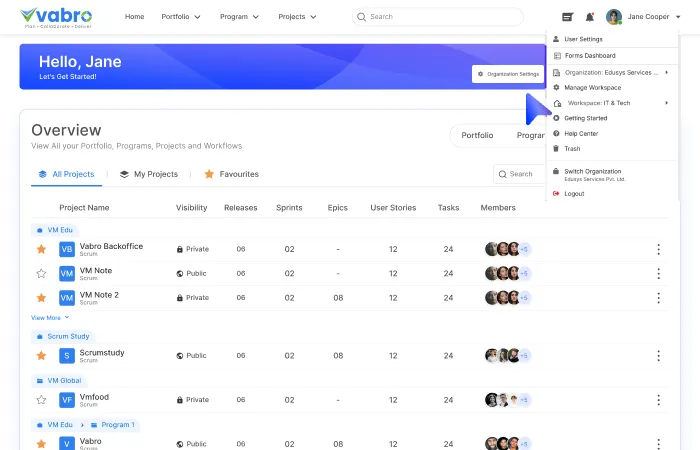 vabro
Plan • Collaborate • Deliver
Home
Portfolio
Program
Projects
Search
Jane Cooper
Hello, Jane
Let's Get Started!
Organization Settings
User Settings
Forms Dashboard
Organization: Edusys Services ...
Manage Workspace
Workspace: IT & Tech
Getting Started
Help Center
Trash
Switch Organization
Edusys Services Pvt. Ltd.
Logout
Overview
View All your Portfolio, Programs, Projects and Workflows
Portfolio
All Projects
My Projects
Favourites
Search
Project Name Visibility Releases Sprints Epics User Stories Tasks Members
VM Edu
VB Vabro Backoffice Private 06 02 - 12 24 +5
Scrum
VM VM Note Public 06 02 - 12 24 +5
Scrum
VM VM Note 2 Private 06 02 08 12 24 +5
Scrum
View More
Scrum Study
S Scrumstudy Public 06 02 08 12 24 +5
Scrum
VM Global
VF Vmfood Private 06 02 - 12 24 +5
Scrum
VM Edu Program 1
V Vabro Public 06 02 08 12 24 +5
Scrum